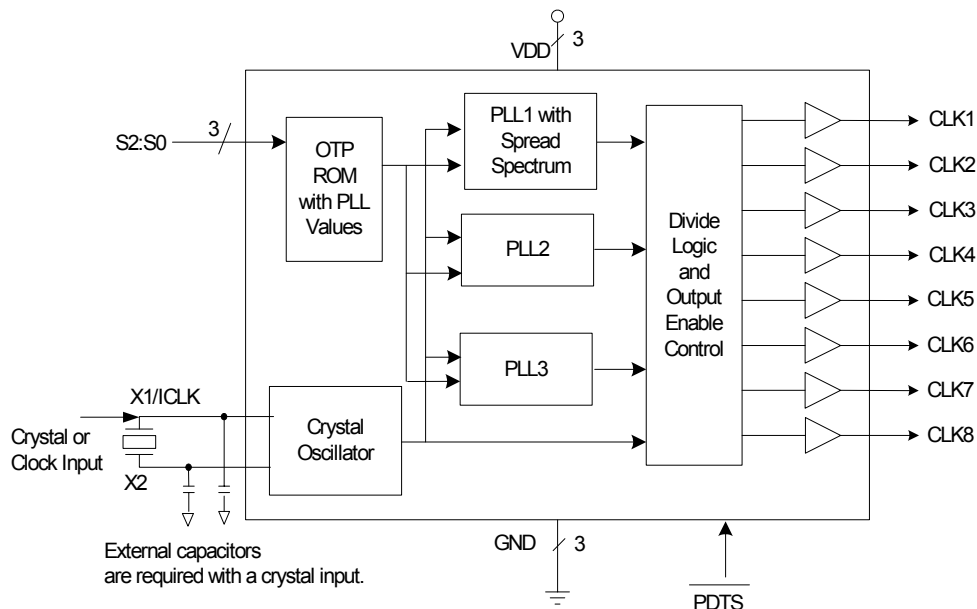 VDD
3
S2:S0
3
OTP
ROM
with PLL
Values
PLL1 with
Spread
Spectrum
PLL2
PLL3
Divide
Logic
and
Output
Enable
Control
CLK1
CLK2
CLK3
CLK4
CLK5
CLK6
CLK7
CLK8
X1/ICLK
Crystal or
Clock Input
X2
Crystal
Oscillator
External capacitors
are required with a crystal input.
GND
3
PDTS